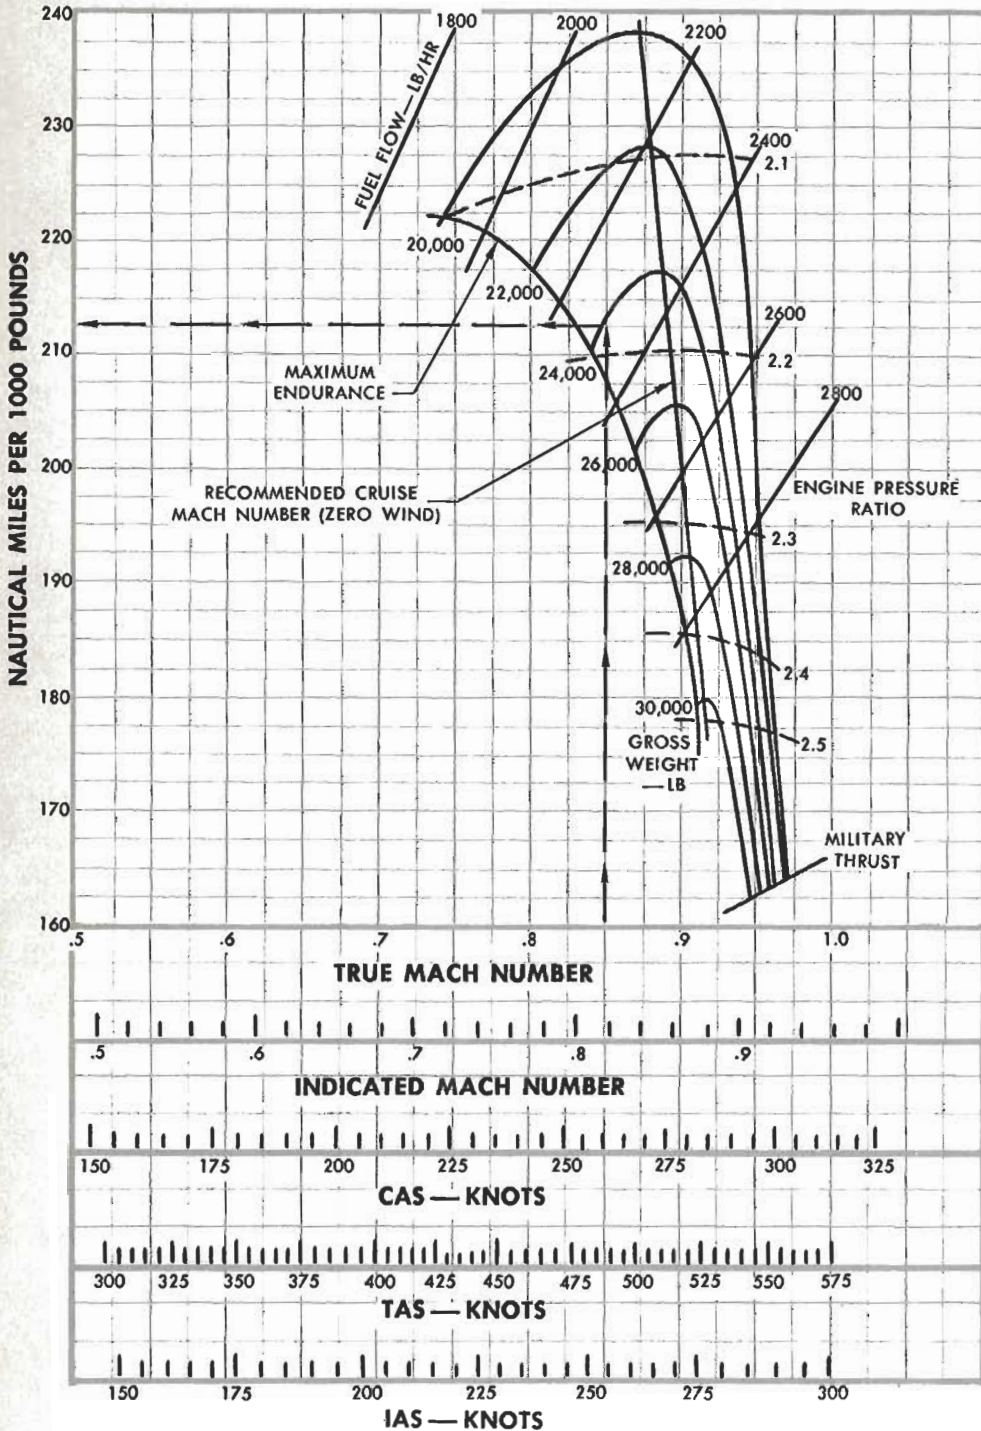 240
230
220
210
200
190
180
170
160
NAUTICAL MILES PER 1000 POUNDS
1800
2000
2200
2400
2600
2800
FUEL FLOW—LB/HR
2.1
2.2
2.3
2.4
2.5
ENGINE PRESSURE
RATIO
20,000
22,000
24,000
26,000
28,000
30,000
GROSS
WEIGHT
—LB
MAXIMUM
ENDURANCE
RECOMMENDED CRUISE
MACH NUMBER (ZERO WIND)
MILITARY
THRUST
.5 .6 .7 .8 .9 1.0
TRUE MACH NUMBER
.5 .6 .7 .8 .9
INDICATED MACH NUMBER
150 175 200 225 250 275 300 325
CAS — KNOTS
300 325 350 375 400 425 450 475 500 525 550 575
TAS — KNOTS
150 175 200 225 250 275 300
IAS — KNOTS